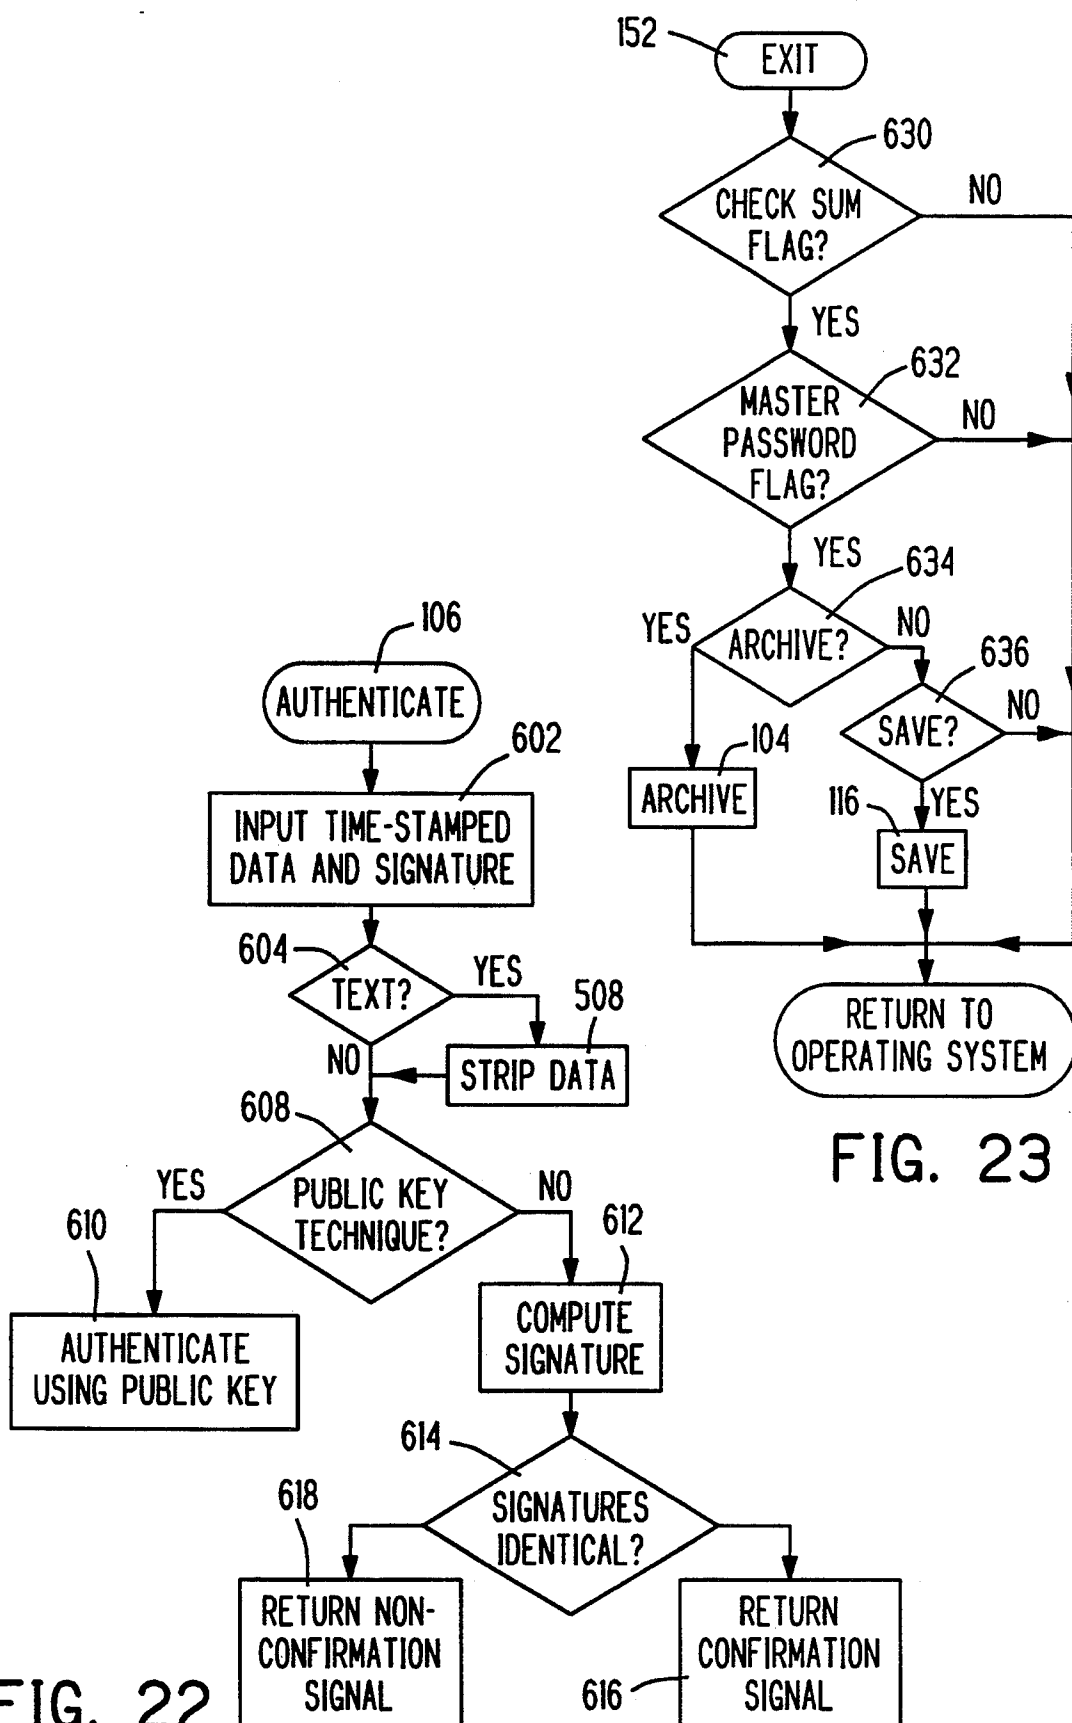 152
EXIT
630
CHECK SUM
FLAG?
NO
YES
632
MASTER
PASSWORD
FLAG?
NO
YES
634
ARCHIVE?
YES
NO
636
SAVE?
NO
104
ARCHIVE
YES
116
SAVE
RETURN TO
OPERATING SYSTEM
FIG. 23
106
AUTHENTICATE
602
INPUT TIME-STAMPED
DATA AND SIGNATURE
604
TEXT?
YES
508
STRIP DATA
NO
608
PUBLIC KEY
TECHNIQUE?
YES
NO
610
AUTHENTICATE
USING PUBLIC KEY
612
COMPUTE
SIGNATURE
614
SIGNATURES
IDENTICAL?
618
RETURN NON-
CONFIRMATION
SIGNAL
616
RETURN
CONFIRMATION
SIGNAL
FIG. 22